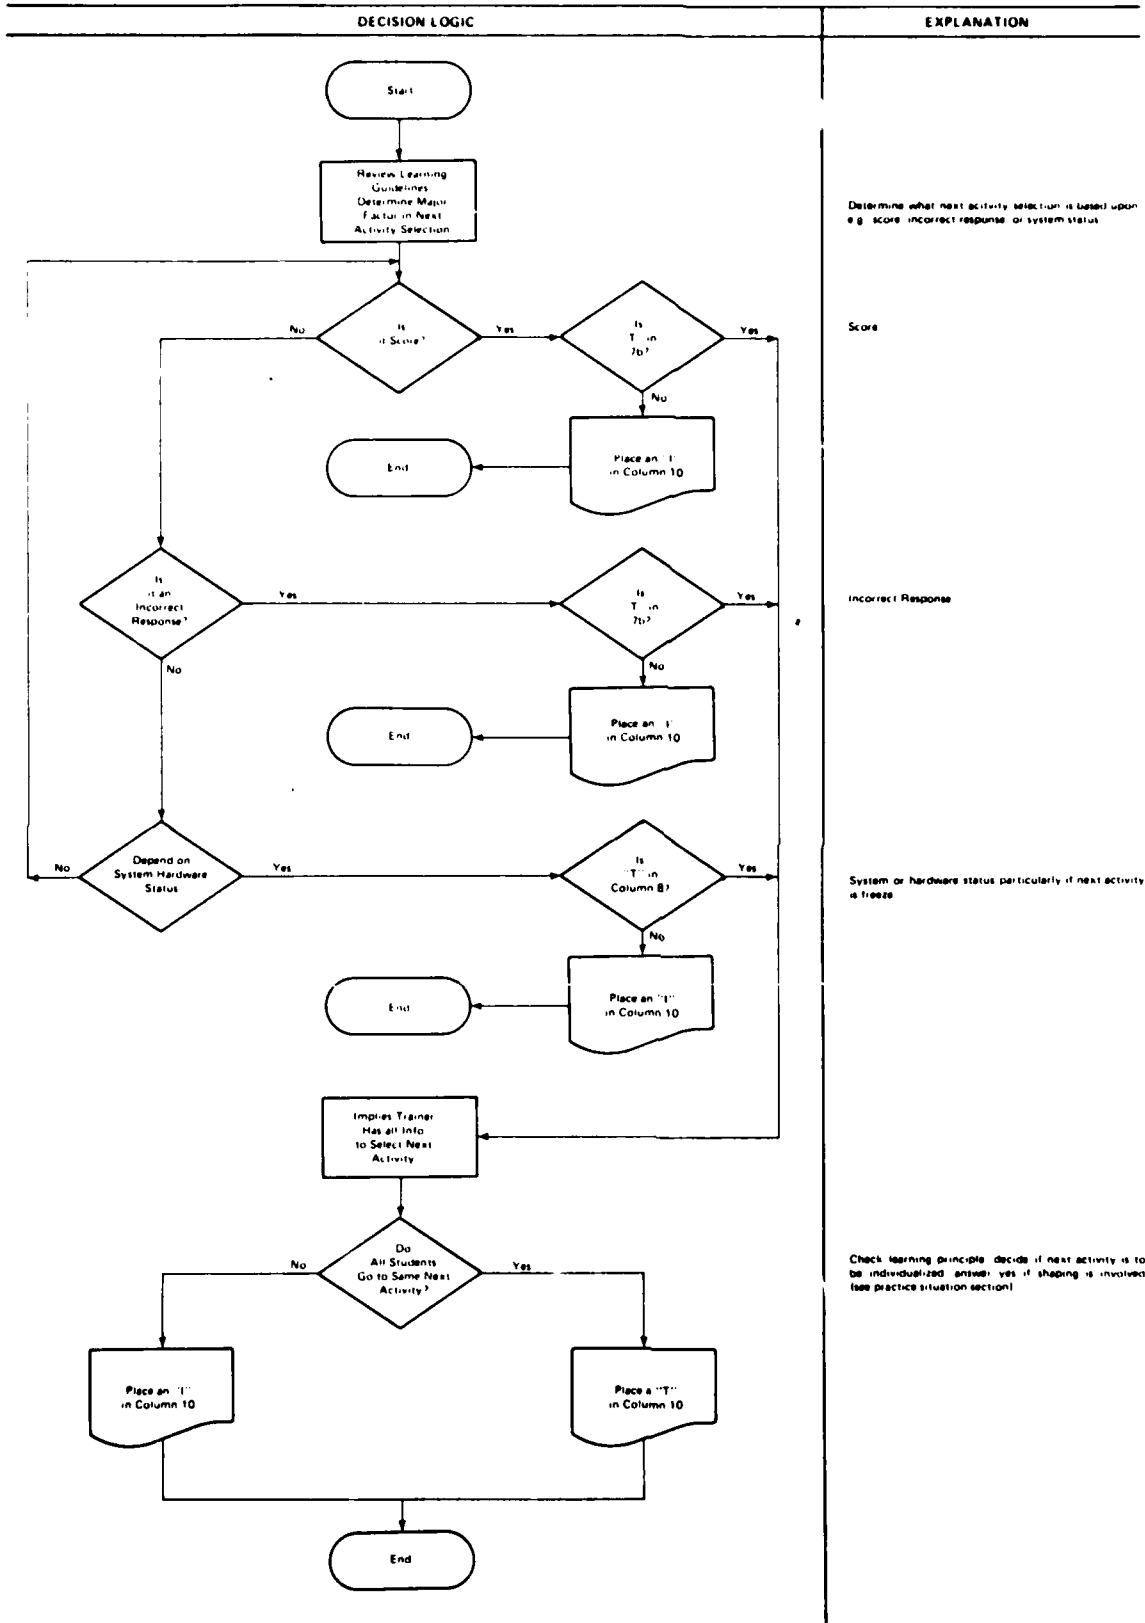 DECISION LOGIC
EXPLANATION
Start
Review Learning
Guidelines
Determine Major
Factor in Next
Activity Selection
Determine what next acitivity selection is based upon
e.g. score incorrect response or system status
No
Is
it Score?
Yes
Is
T in
7b?
Yes
Score
No
End
Place an "I"
in Column 10
Is
it an
Incorrect
Response?
Yes
Is
T in
7b?
Yes
Incorrect Response
No
No
End
Place an "I"
in Column 10
No
Depend on
System Hardware
Status
Yes
Is
"T" in
Column 8?
Yes
System or hardware status particularly if next activity
is freeze
No
End
Place an "I"
in Column 10
Implies Trainer
Has all Info
to Select Next
Activity
No
Do
All Students
Go to Same Next
Activity?
Yes
Check learning principle decide if next activity is to
be individualized answer yes if shaping is involved
(see practice situation section)
Place an "I"
in Column 10
Place a "T"
in Column 10
End